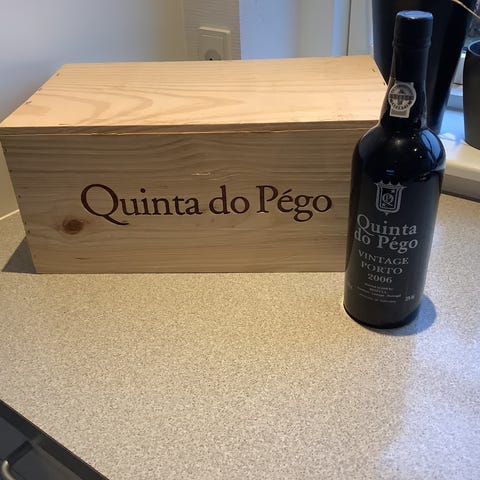 Quinta do Pégo
Quinta
do Pégo
VINTAGE
PORTO
2006